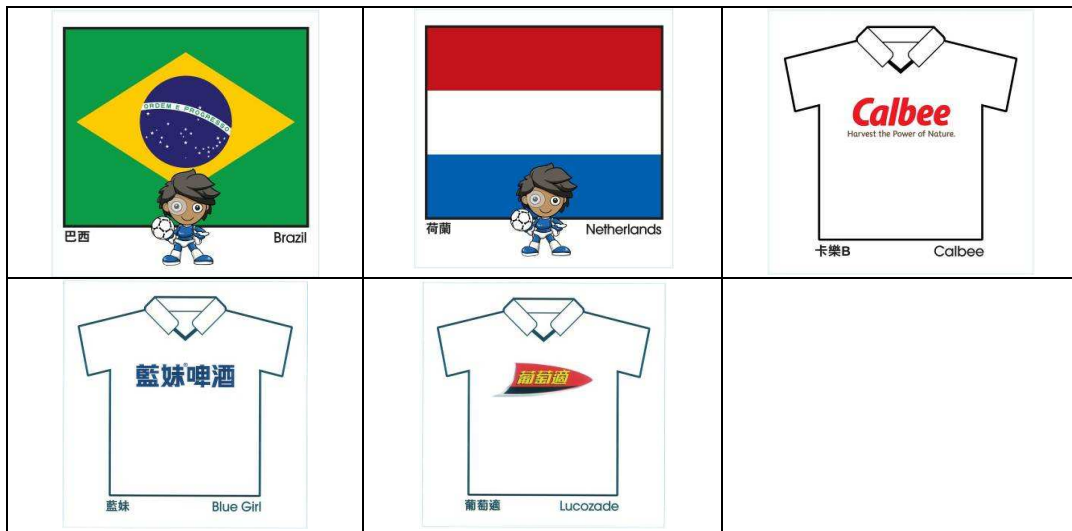 ORDEM E PROGRESSO
巴西 Brazil
荷蘭 Netherlands
Calbee
Harvest the Power of Nature.
卡樂B Calbee
藍妹啤酒
藍妹 Blue Girl
葡萄適
葡萄適 Lucozade